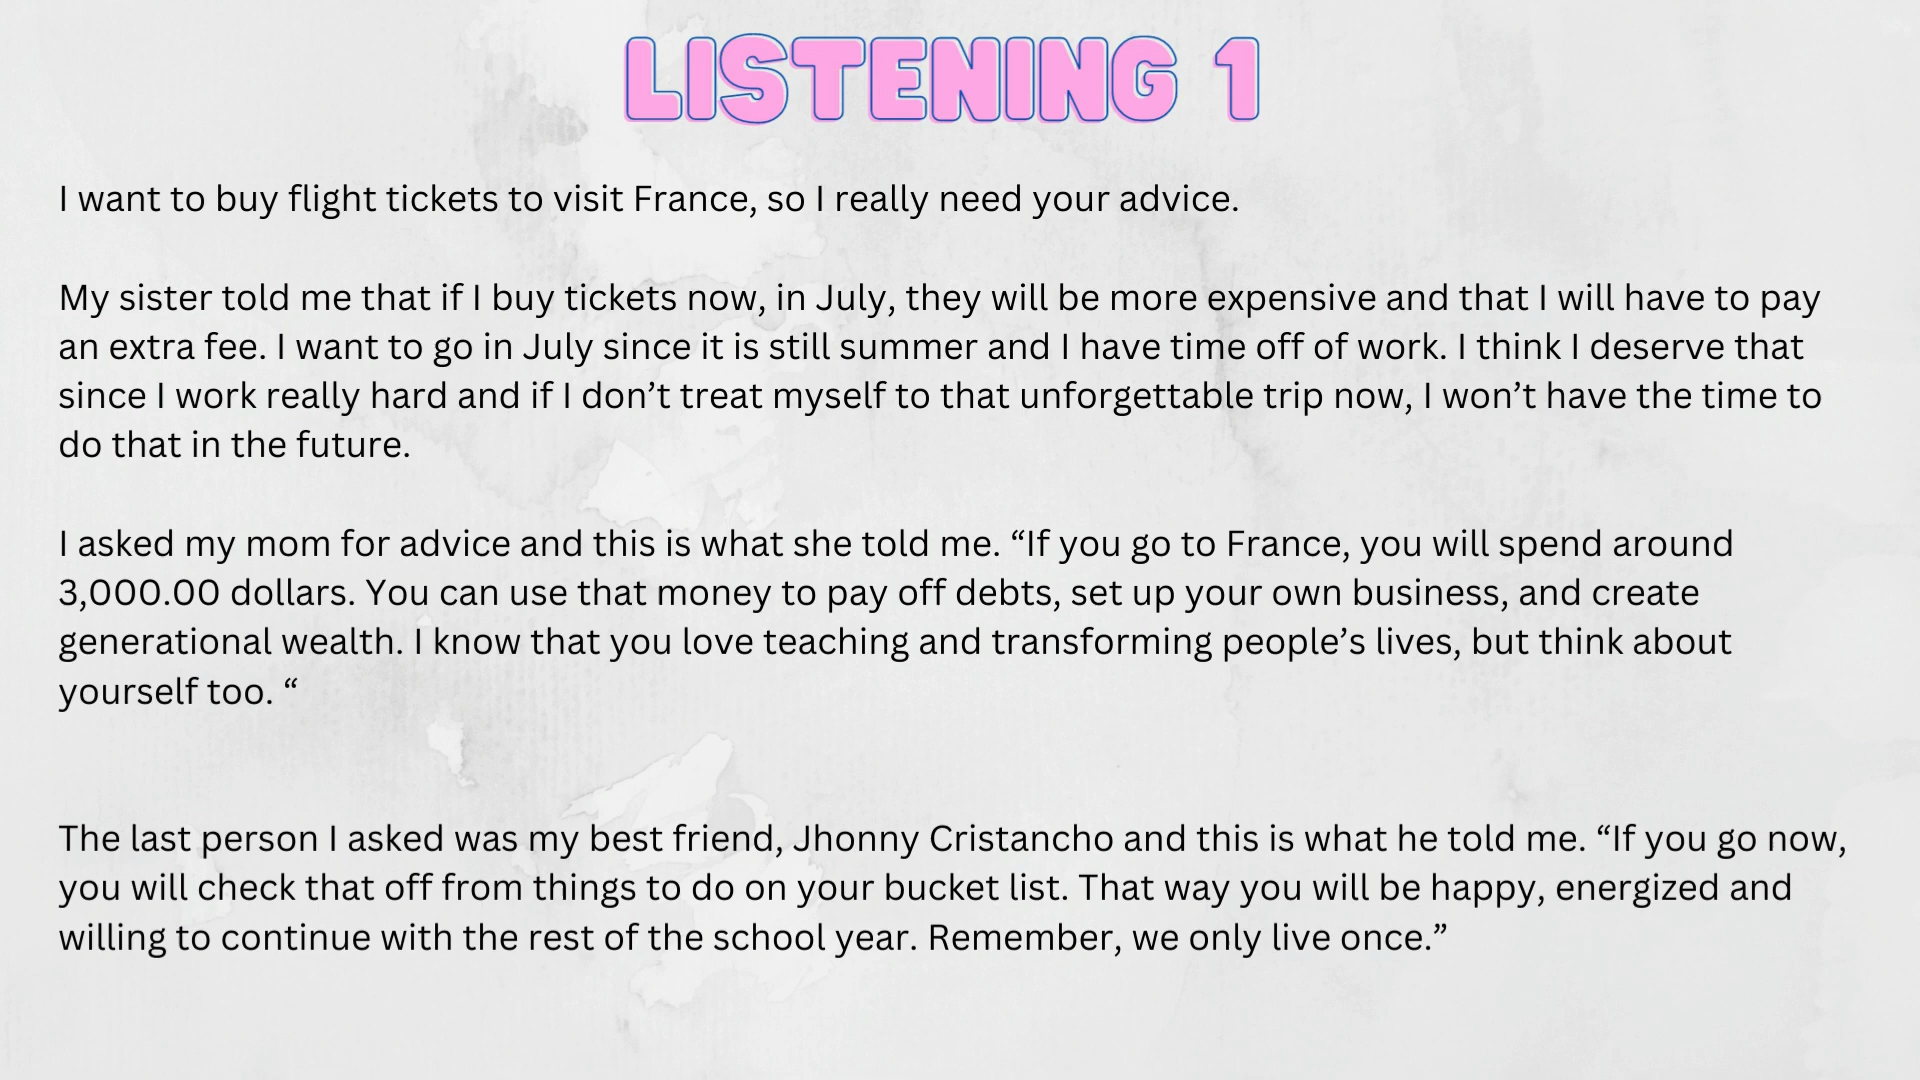 LISTENING 1
I want to buy flight tickets to visit France, so I really need your advice.
My sister told me that if I buy tickets now, in July, they will be more expensive and that I will have to pay
an extra fee. I want to go in July since it is still summer and I have time off of work. I think I deserve that
since I work really hard and if I don’t treat myself to that unforgettable trip now, I won’t have the time to
do that in the future.
I asked my mom for advice and this is what she told me. “If you go to France, you will spend around
3,000.00 dollars. You can use that money to pay off debts, set up your own business, and create
generational wealth. I know that you love teaching and transforming people’s lives, but think about
yourself too. “
The last person I asked was my best friend, Jhonny Cristancho and this is what he told me. “If you go now,
you will check that off from things to do on your bucket list. That way you will be happy, energized and
willing to continue with the rest of the school year. Remember, we only live once.”